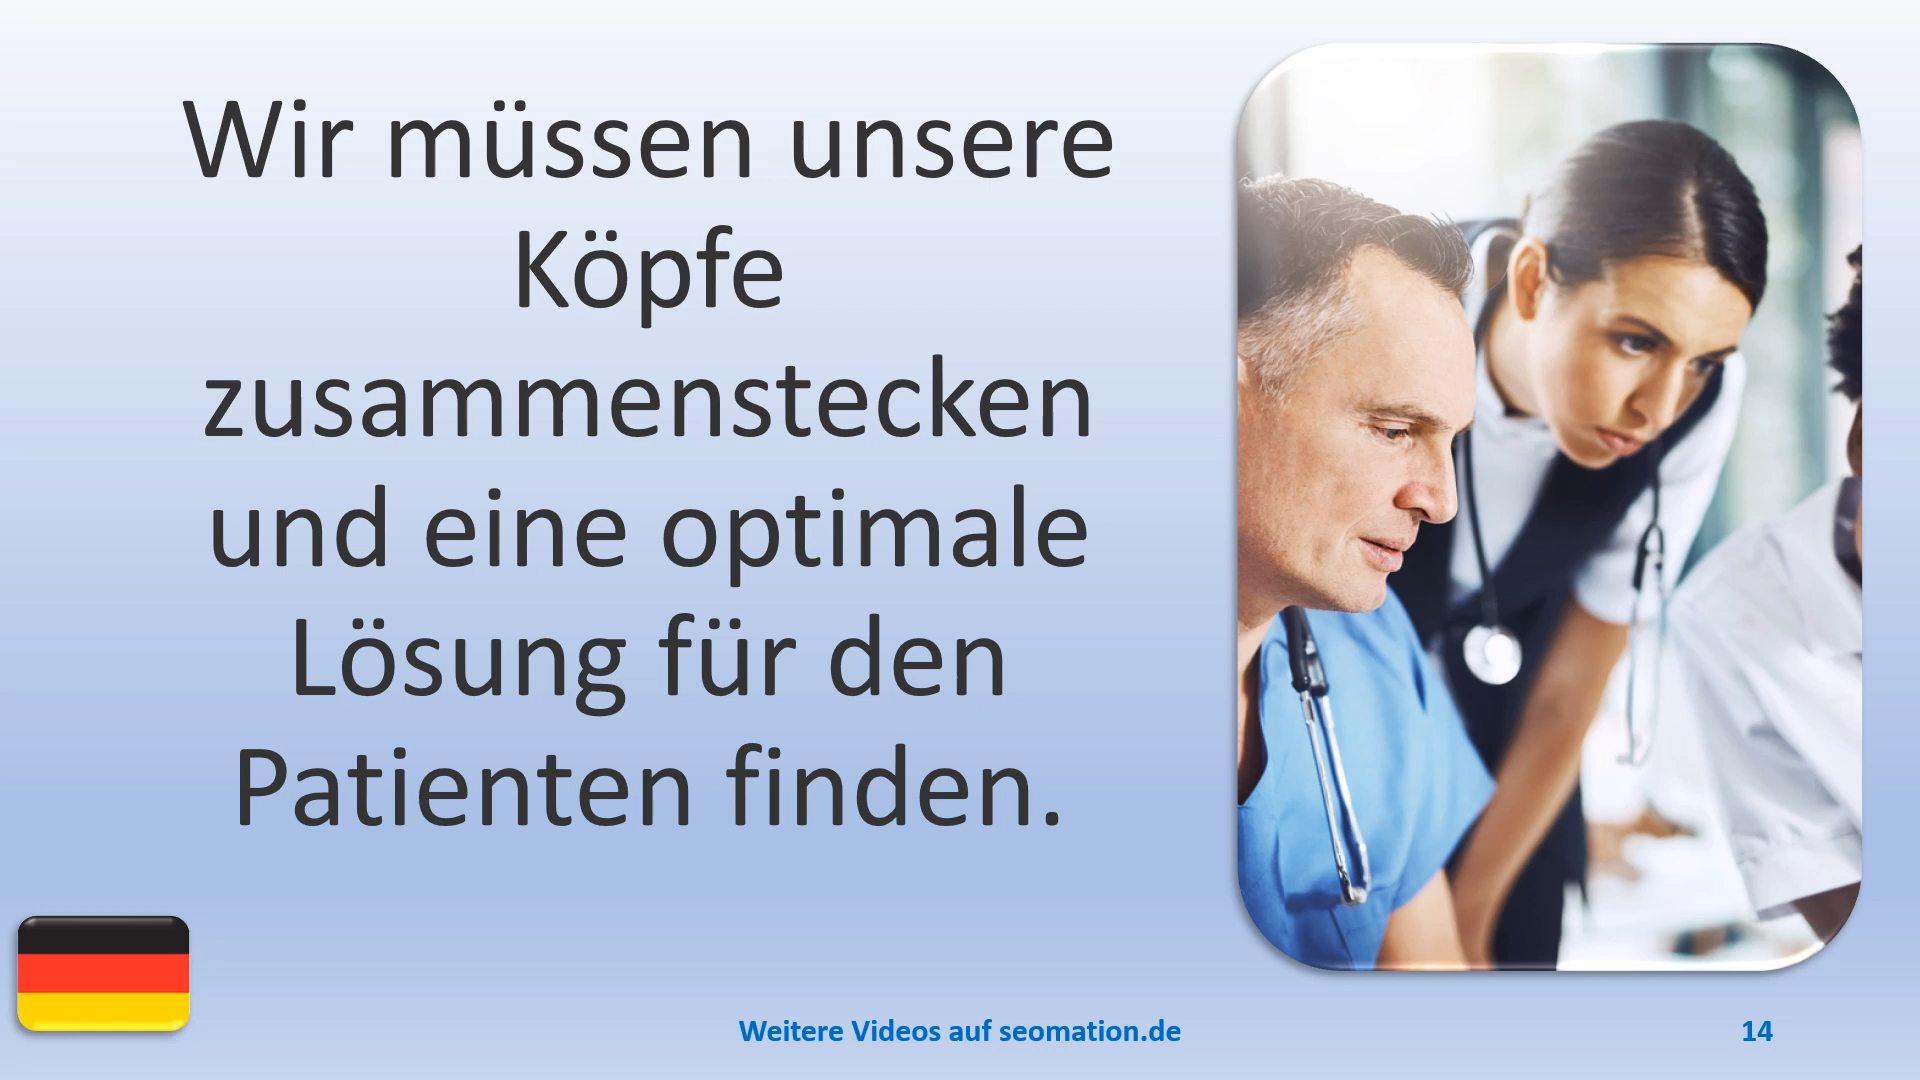 Wir müssen unsere
Köpfe
zusammenstecken
und eine optimale
Lösung für den
Patienten finden.
Weitere Videos auf seomation.de
14